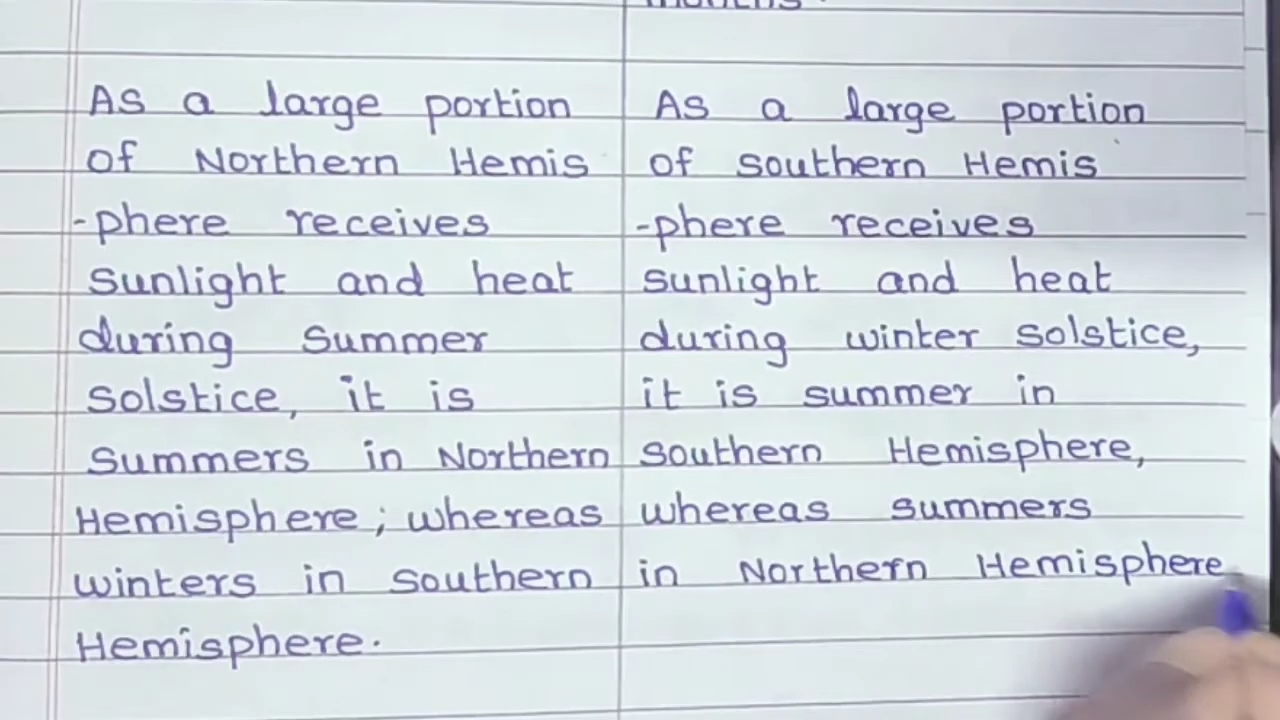 As a large portion
of Northern Hemis
-phere receives
sunlight and heat
during summer
solstice, it is
summers in Northern
Hemisphere; whereas
winters in southern
Hemisphere.
As a large portion
of southern Hemis
-phere receives
sunlight and heat
during winter solstice,
it is summer in
southern Hemisphere,
whereas summers
in Northern Hemisphere